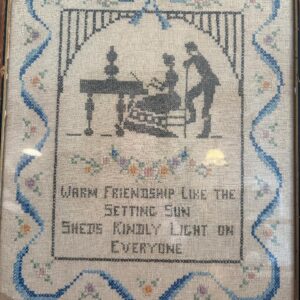 WARM FRIENDSHIP LIKE THE
SETTING SUN
SHEDS KINDLY LIGHT ON
EVERYONE